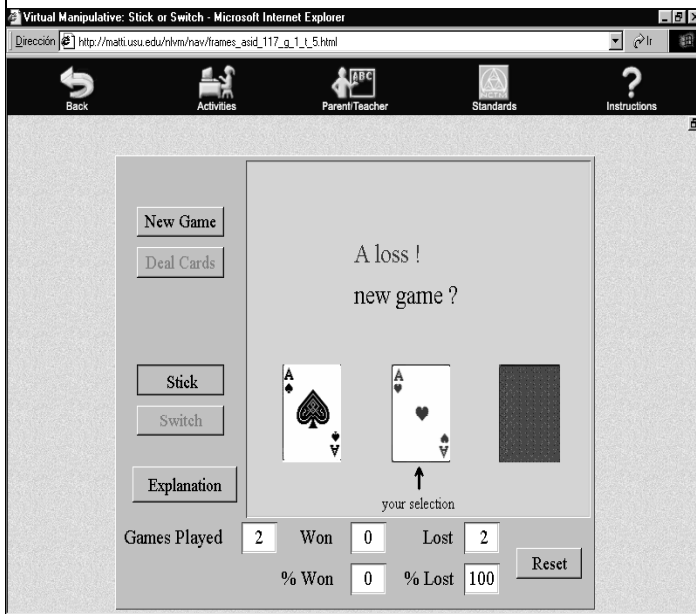 Virtual Manipulative: Stick or Switch - Microsoft Internet Explorer
Dirección http://matti.usu.edu/nlvm/nav/frames_asid_117_g_1_t_5.html Ir
ABC
Back Activities Parent/Teacher Standards Instructions
New Game
Deal Cards
A loss !
new game ?
Stick
Switch
Explanation
A A
A A
your selection
Games Played 2 Won 0 Lost 2
% Won 0 % Lost 100
Reset